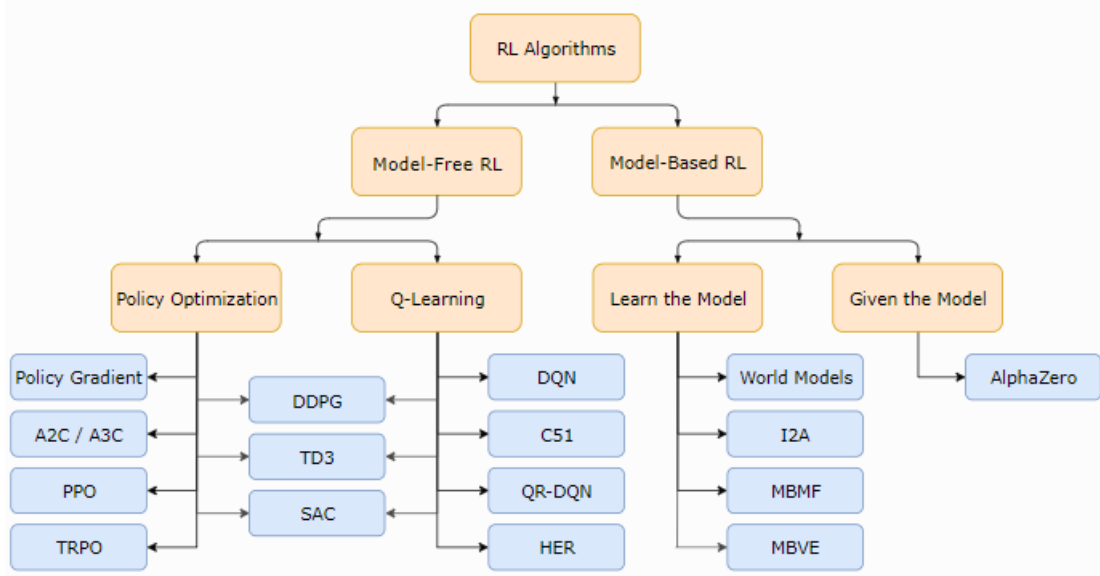 RL Algorithms
Model-Free RL
Model-Based RL
Policy Optimization
Q-Learning
Learn the Model
Given the Model
Policy Gradient
DDPG
DQN
World Models
AlphaZero
A2C / A3C
TD3
C51
I2A
PPO
SAC
QR-DQN
MBMF
TRPO
HER
MBVE